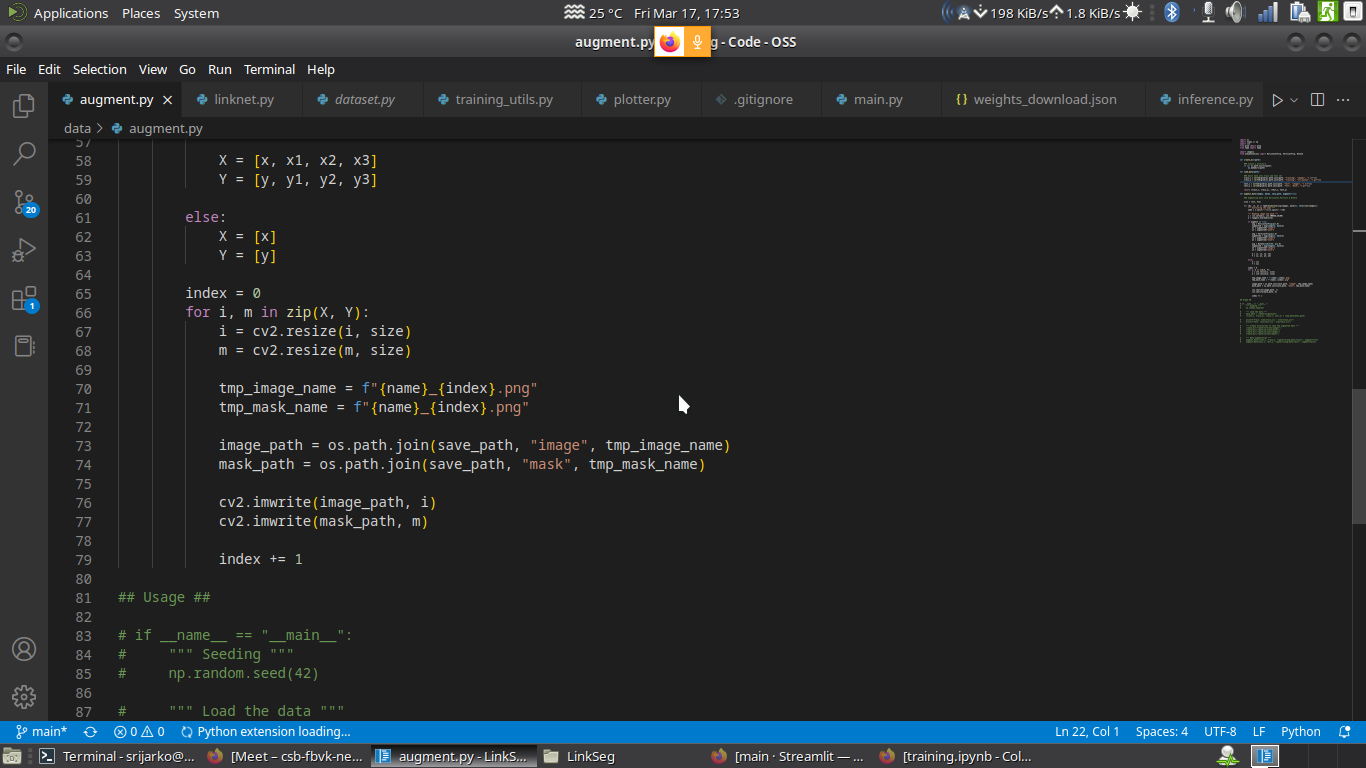 Applications Places System 25 °C Fri Mar 17, 17:53 198 KiB/s 1.8 KiB/s
augment.py g - Code - OSS
File Edit Selection View Go Run Terminal Help
augment.py linknet.py dataset.py training_utils.py plotter.py .gitignore main.py {} weights_download.json inference.py
data > augment.py
57
58 X = [x, x1, x2, x3]
59 Y = [y, y1, y2, y3]
60
61 else:
62 X = [x]
63 Y = [y]
64
65 index = 0
66 for i, m in zip(X, Y):
67 i = cv2.resize(i, size)
68 m = cv2.resize(m, size)
69
70 tmp_image_name = f"{name}_{index}.png"
71 tmp_mask_name = f"{name}_{index}.png"
72
73 image_path = os.path.join(save_path, "image", tmp_image_name)
74 mask_path = os.path.join(save_path, "mask", tmp_mask_name)
75
76 cv2.imwrite(image_path, i)
77 cv2.imwrite(mask_path, m)
78
79 index += 1
80
81 ## Usage ##
82
83 # if __name__ == "__main__":
84 # """ Seeding """
85 # np.random.seed(42)
86
87 # """ Load the data """
20
1
main* 0 0 Python extension loading... Ln 22, Col 1 Spaces: 4 UTF-8 LF Python
Terminal - srijarko@... [Meet – csb-fbvk-ne... augment.py - LinkS... LinkSeg [main · Streamlit — ... [training.ipynb - Col...